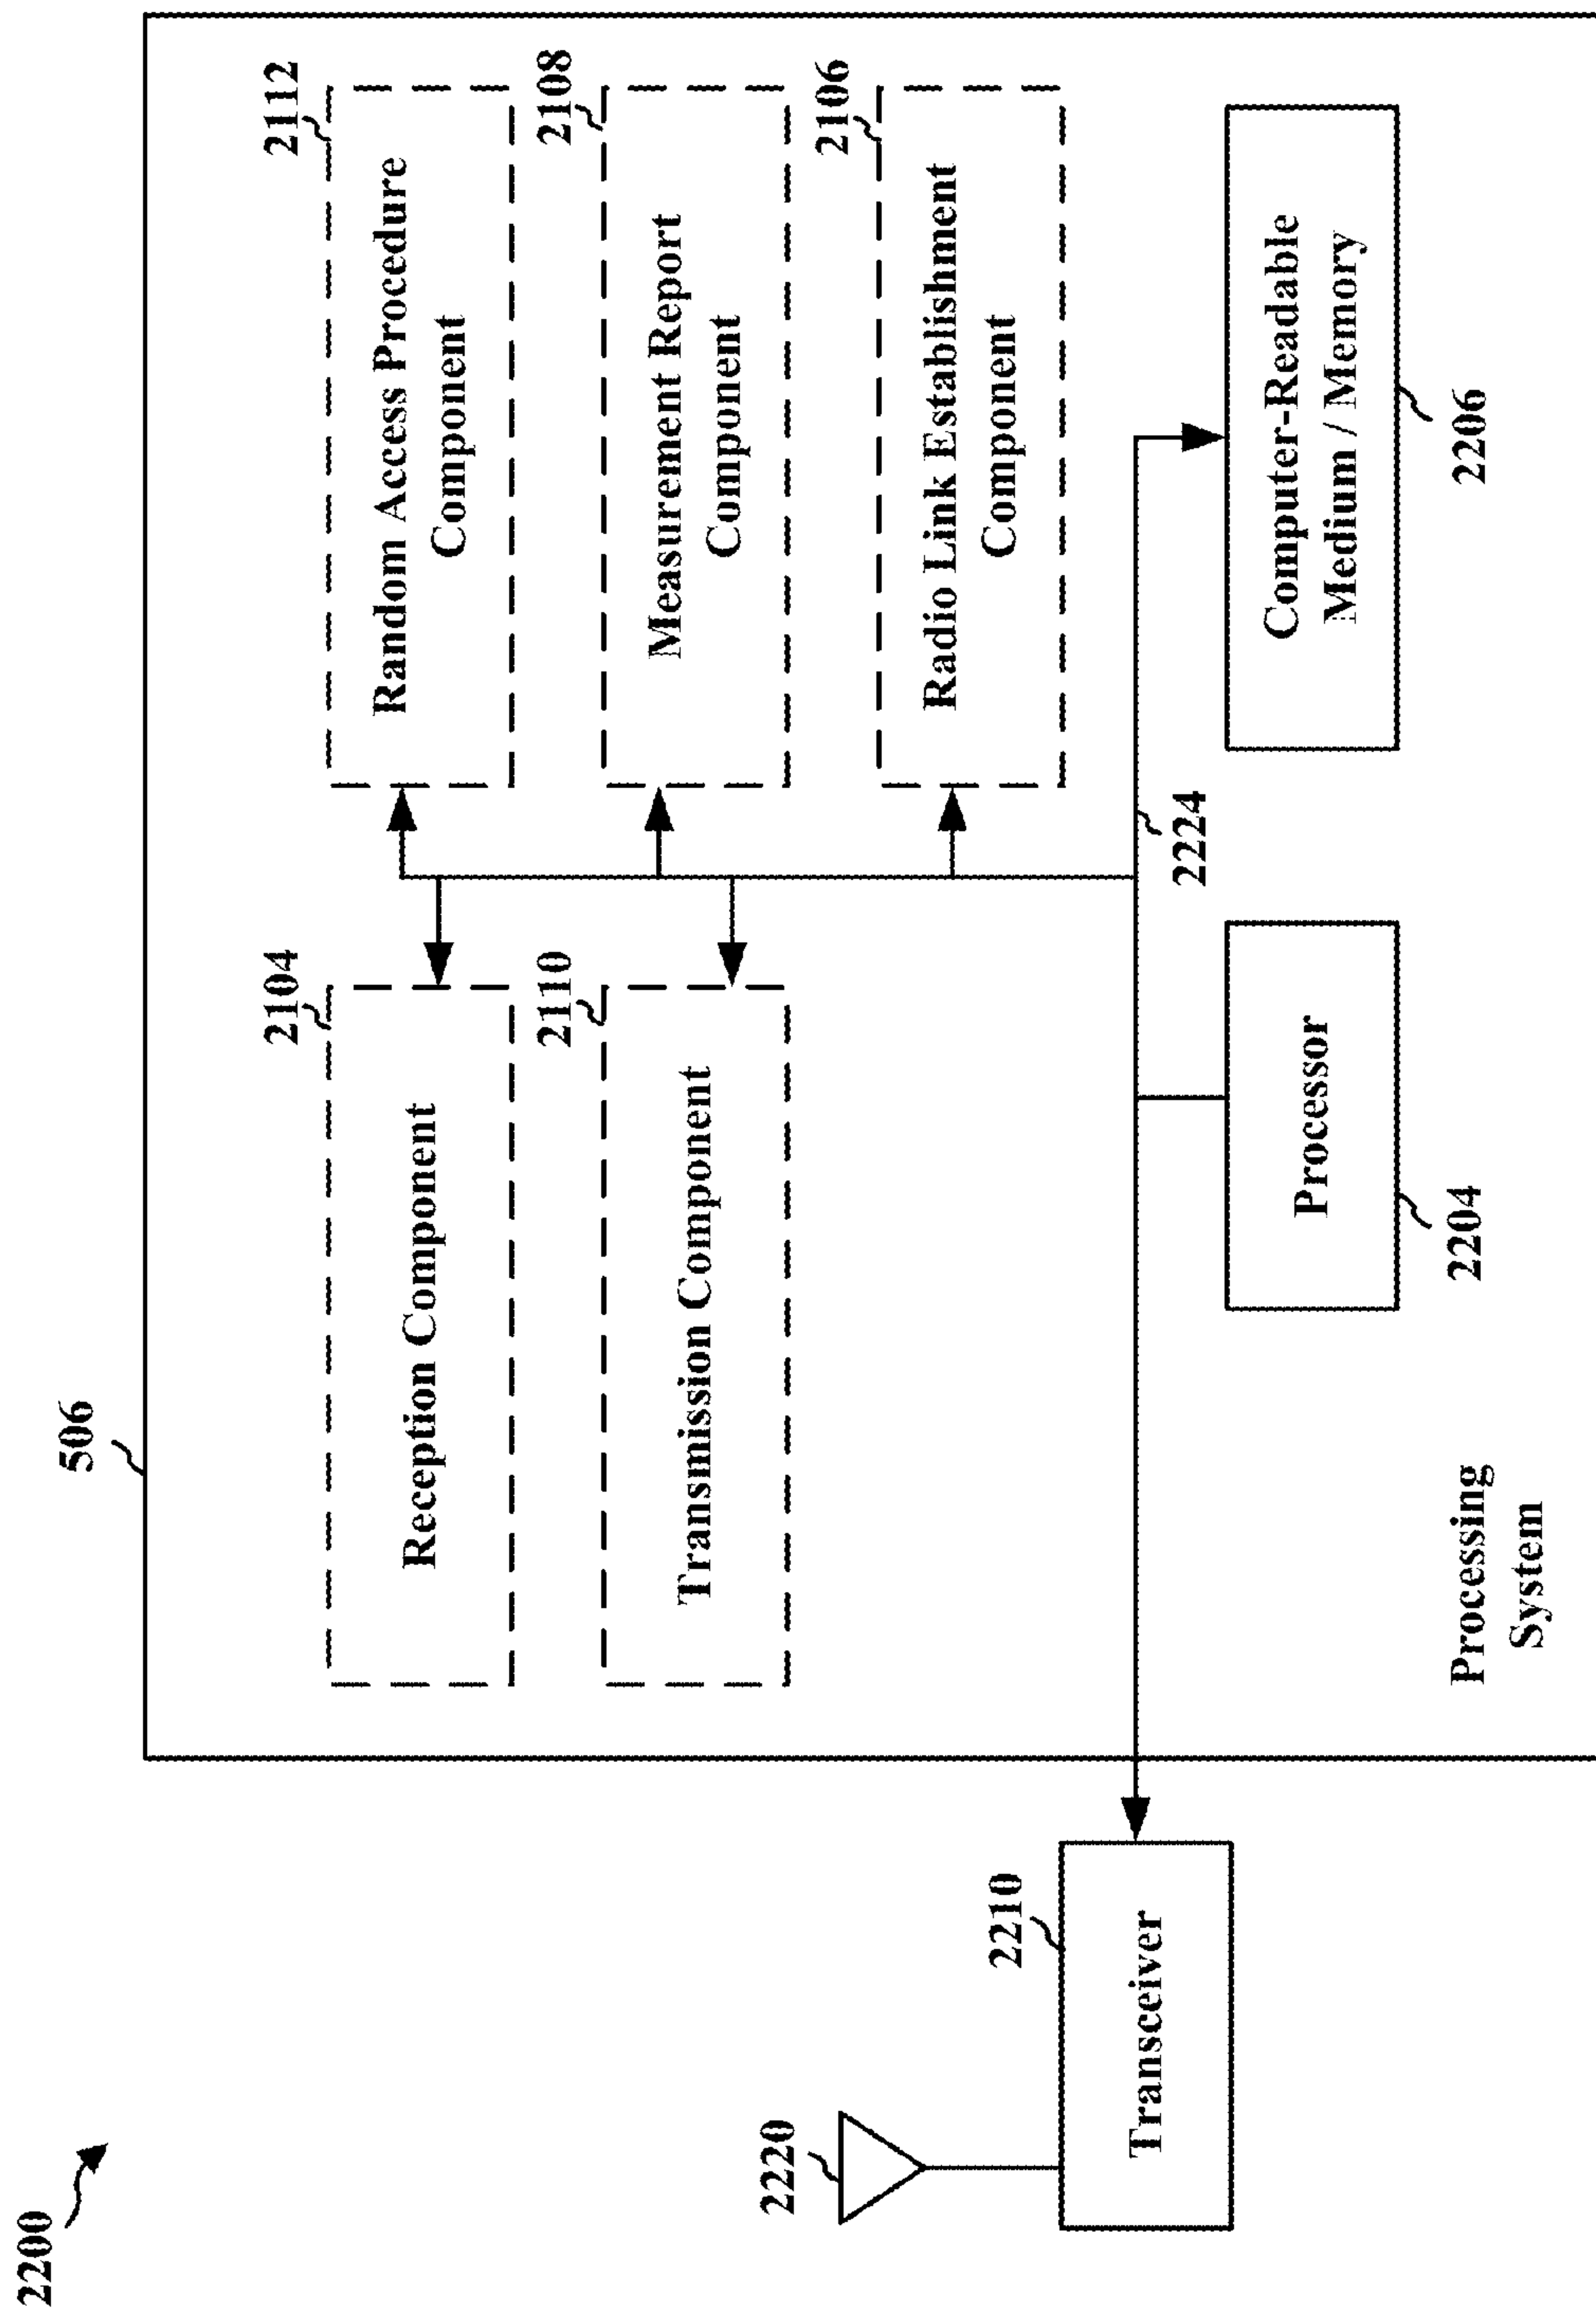 2200
506
2104
Reception Component
2112
Random Access Procedure
Component
2110
Transmission Component
2108
Measurement Report
Component
2106
Radio Link Establishment
Component
2220
2210
Transceiver
2224
Processor
2204
Computer-Readable
Medium / Memory
2206
Processing
System